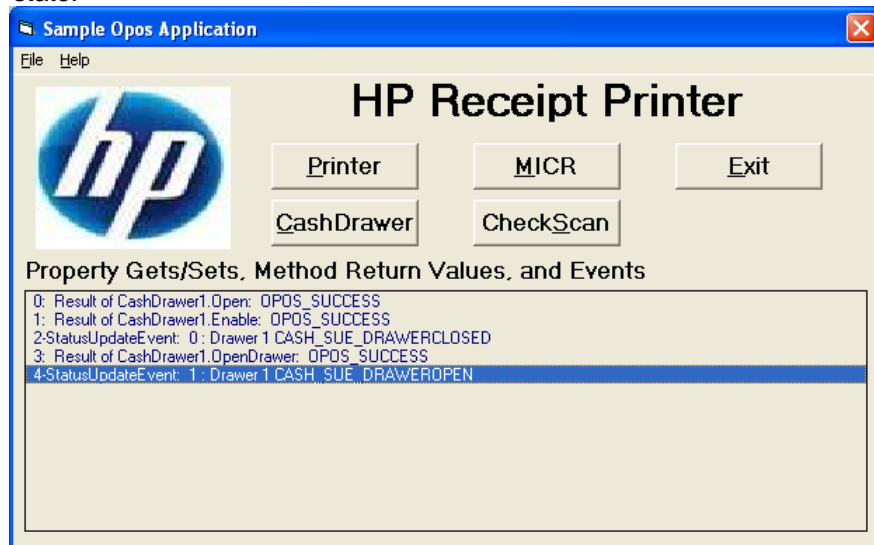 Sample Opos Application
File Help
HP Receipt Printer
hp
Printer MICR Exit
CashDrawer CheckScan
Property Gets/Sets, Method Return Values, and Events
0: Result of CashDrawer1.Open: OPOS_SUCCESS
1: Result of CashDrawer1.Enable: OPOS_SUCCESS
2-StatusUpdateEvent: 0 : Drawer 1 CASH_SUE_DRAWERCLOSED
3: Result of CashDrawer1.OpenDrawer: OPOS_SUCCESS
4-StatusUpdateEvent: 1 : Drawer 1 CASH_SUE_DRAWEROPEN